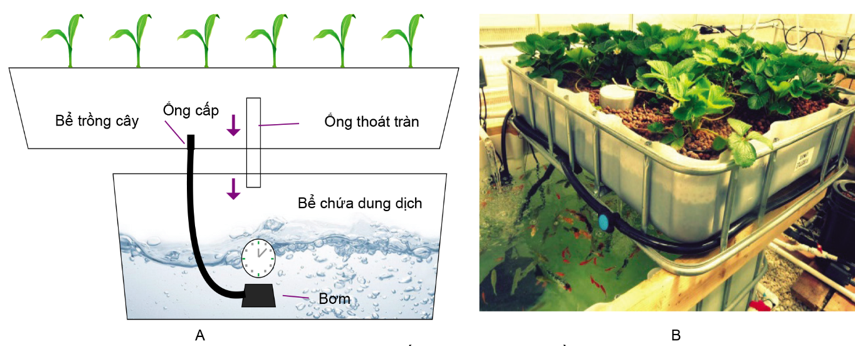 Bể trồng cây
Ống cấp
Ống thoát tràn
Bể chứa dung dịch
Bơm
A
B